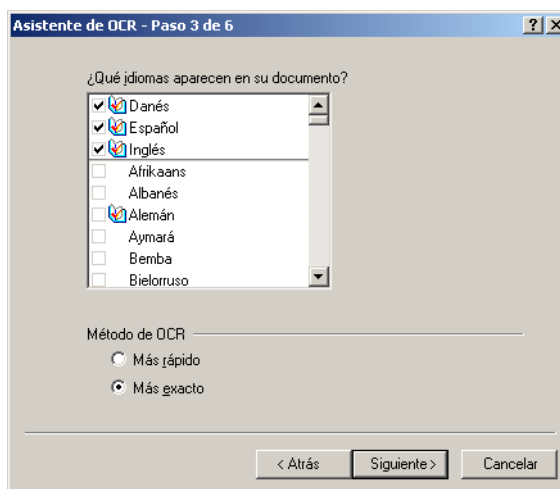 Asistente de OCR - Paso 3 de 6
¿Qué idiomas aparecen en su documento?
Danés
Español
Inglés
Afrikaans
Albanés
Alemán
Aymará
Bemba
Bielorruso
Método de OCR
Más rápido
Más exacto
< Atrás Siguiente > Cancelar